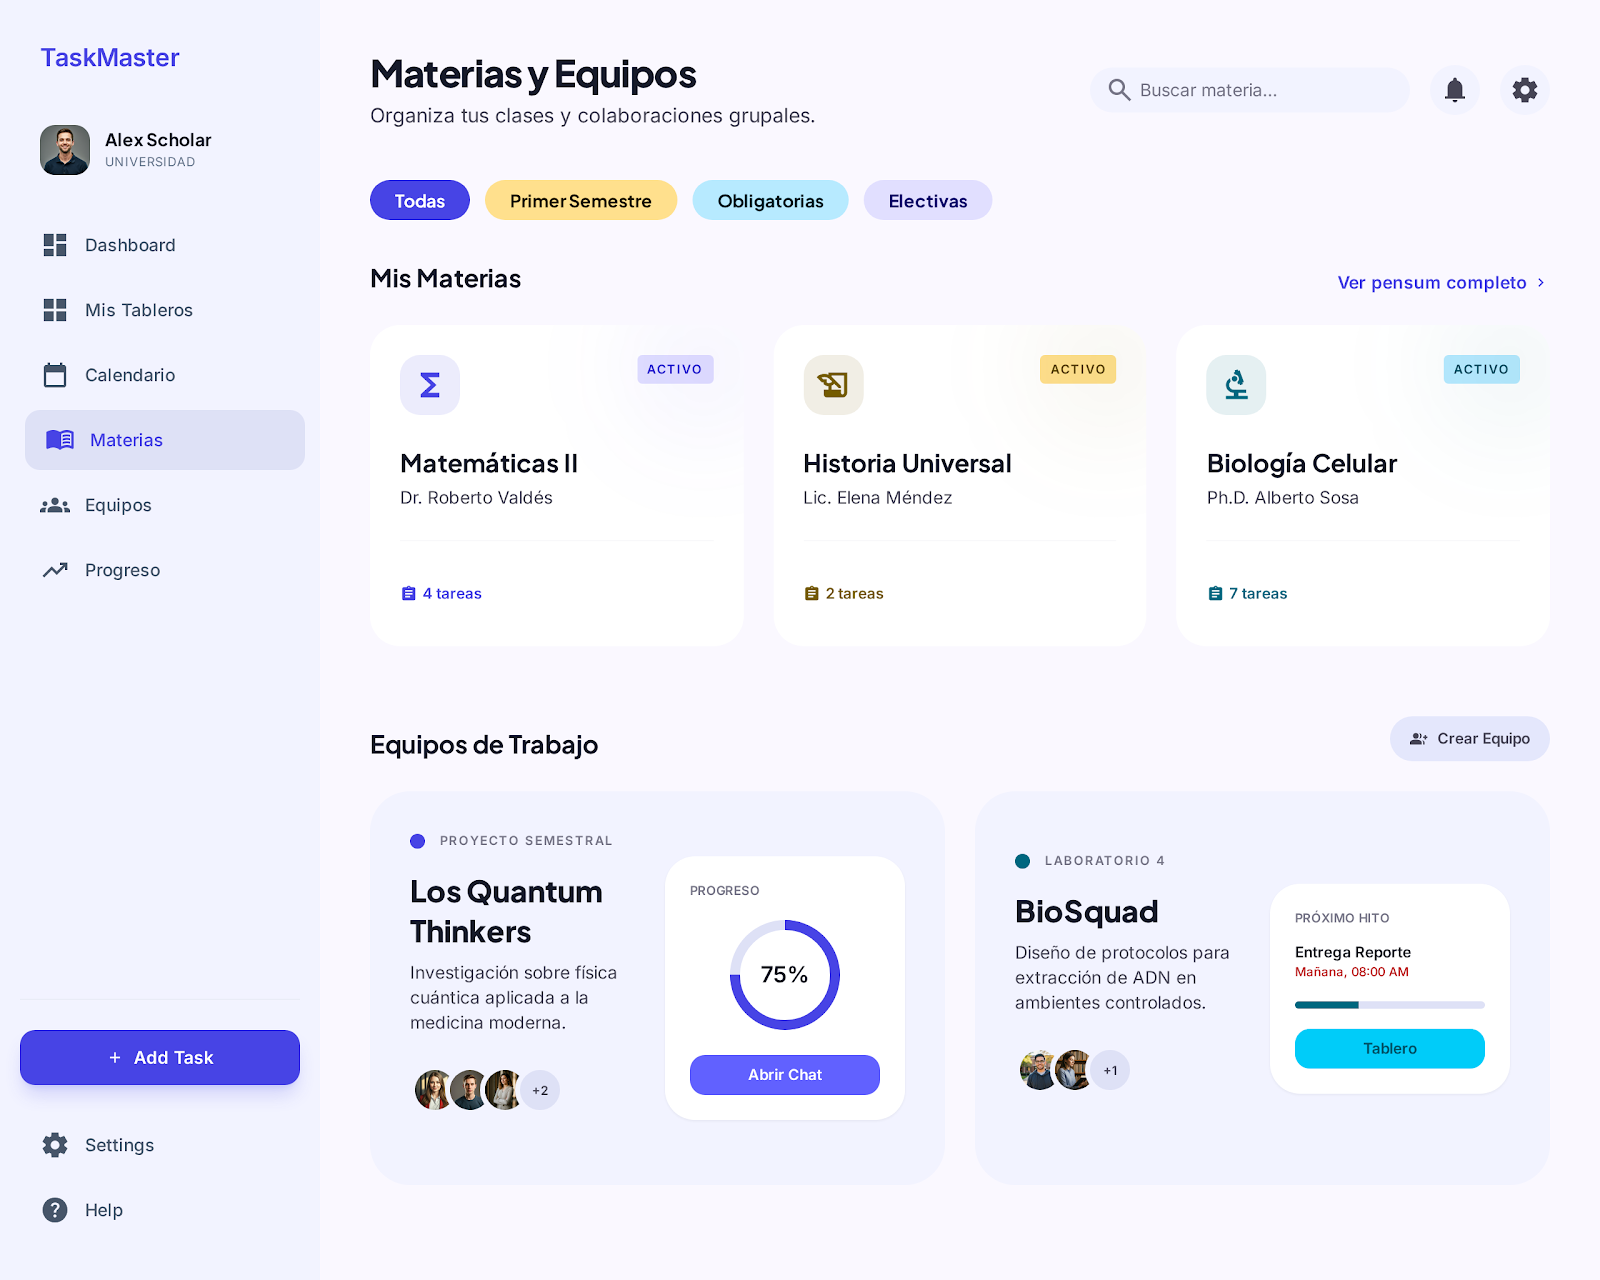 TaskMaster
Alex Scholar
UNIVERSIDAD
Dashboard
Mis Tableros
Calendario
Materias
Equipos
Progreso
+ Add Task
Settings
Help
Materias y Equipos
Organiza tus clases y colaboraciones grupales.
Buscar materia...
Todas
Primer Semestre
Obligatorias
Electivas
Mis Materias
Ver pensum completo
ACTIVO
Matemáticas II
Dr. Roberto Valdés
4 tareas
ACTIVO
Historia Universal
Lic. Elena Méndez
2 tareas
ACTIVO
Biología Celular
Ph.D. Alberto Sosa
7 tareas
Equipos de Trabajo
Crear Equipo
PROYECTO SEMESTRAL
Los Quantum
Thinkers
Investigación sobre física
cuántica aplicada a la
medicina moderna.
+2
PROGRESO
75%
Abrir Chat
LABORATORIO 4
BioSquad
Diseño de protocolos para
extracción de ADN en
ambientes controlados.
+1
PRÓXIMO HITO
Entrega Reporte
Mañana, 08:00 AM
Tablero